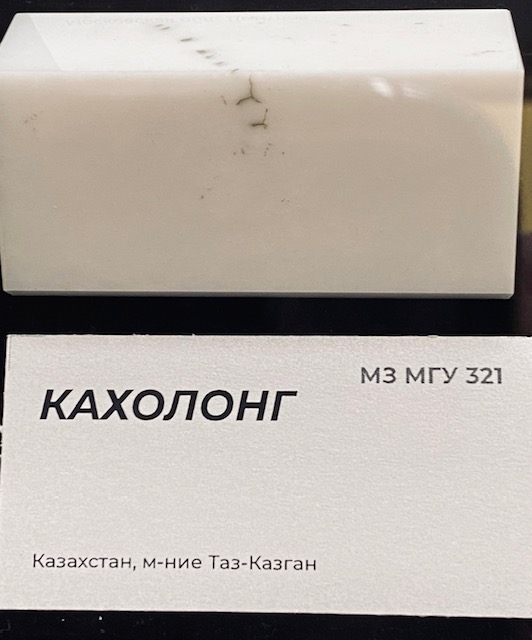 МЗ МГУ 321
КАХОЛОНГ
Казахстан, м-ние Таз-Казган